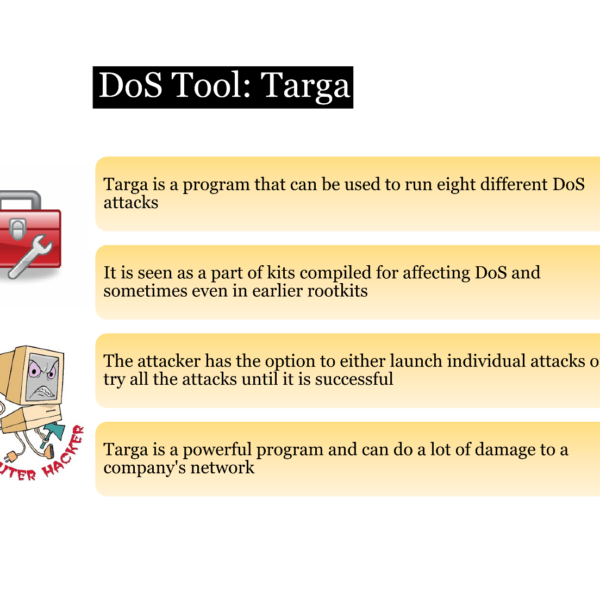 DoS Tool: Targa
Targa is a program that can be used to run eight different DoS
attacks
It is seen as a part of kits compiled for affecting DoS and
sometimes even in earlier rootkits
The attacker has the option to either launch individual attacks o
try all the attacks until it is successful
Targa is a powerful program and can do a lot of damage to a
company's network
UTER HACKER